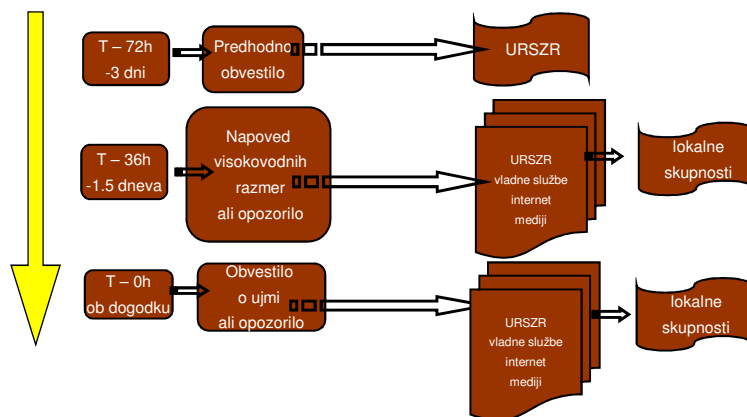 T – 72h
-3 dni
Predhodno
obvestilo
URSZR
T – 36h
-1.5 dneva
Napoved
visokovodnih
razmer
ali opozorilo
URSZR
vladne službe
internet
mediji
lokalne
skupnosti
T – 0h
ob dogodku
Obvestilo
o ujmi
ali opozorilo
URSZR
vladne službe
internet
mediji
lokalne
skupnosti